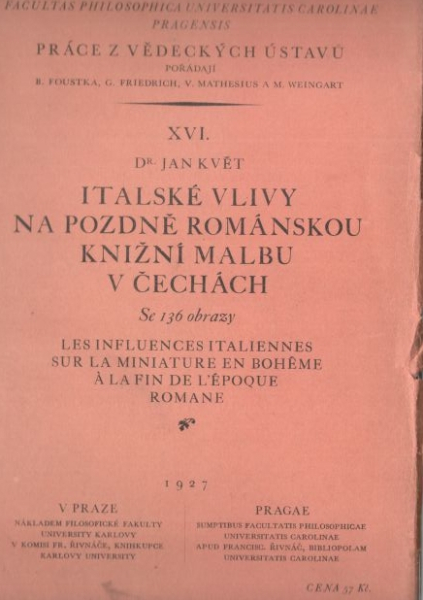 FACULTAS PHILOSOPHICA UNIVERSITATIS CAROLINAE
PRAGENSIS
PRÁCE Z VĚDECKÝCH ÚSTAVŮ
POŘÁDAJÍ
B. FOUSTKA, G. FRIEDRICH, V. MATHESIUS A M. WEINGART
XVI.
DR. JAN KVĚT
ITALSKÉ VLIVY
NA POZDNĚ ROMÁNSKOU
KNIŽNÍ MALBU
V ČECHÁCH
Se 136 obrazy
LES INFLUENCES ITALIENNES
SUR LA MINIATURE EN BOHÊME
À LA FIN DE L'ÉPOQUE
ROMANE
1927
V PRAZE
NÁKLADEM FILOSOFICKÉ FAKULTY
UNIVERSITY KARLOVY
V KOMISI FR. ŘIVNÁČE, KNIHKUPCE
KARLOVY UNIVERSITY
PRAGAE
SUMPTIBUS FACULTATIS PHILOSOPHICAE
UNIVERSITATIS CAROLINAE
APUD FRANCISC. ŘIVNÁČ, BIBLIOPOLAM
UNIVERSITATIS CAROLINAE
CENA 57 Kč.